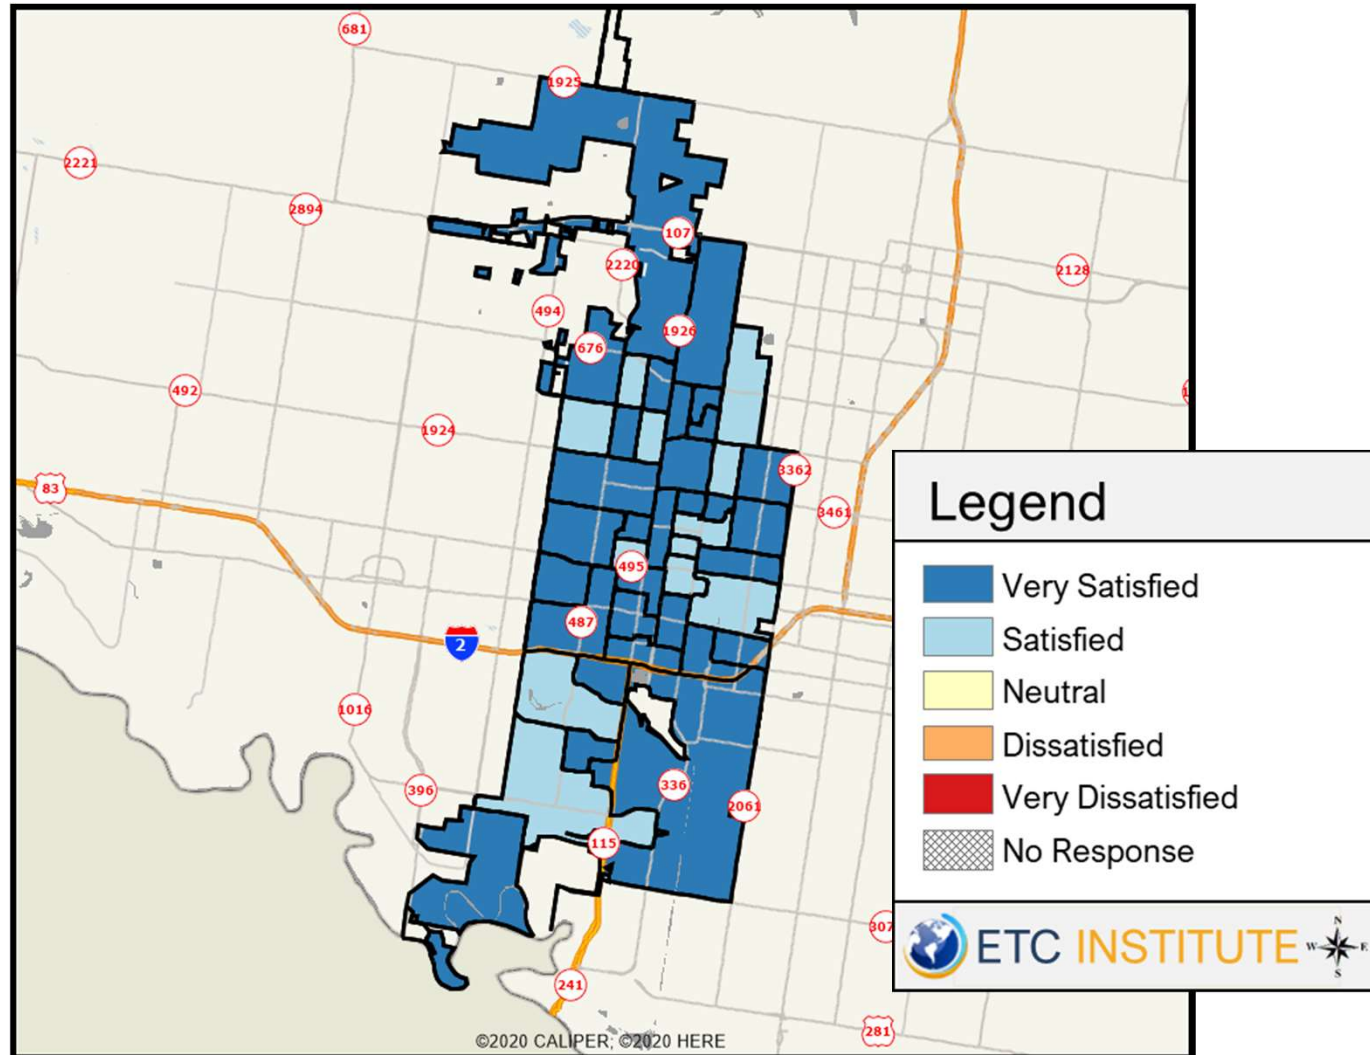 681
1925
2221
2894
107
2220
2128
494
1926
676
492
1924
3362
83
3461
495
487
2
1016
336
396
2061
115
307
241
281
©2020 CALIPER; ©2020 HERE
Legend
Very Satisfied
Satisfied
Neutral
Dissatisfied
Very Dissatisfied
No Response
ETC INSTITUTE
N
W E
S